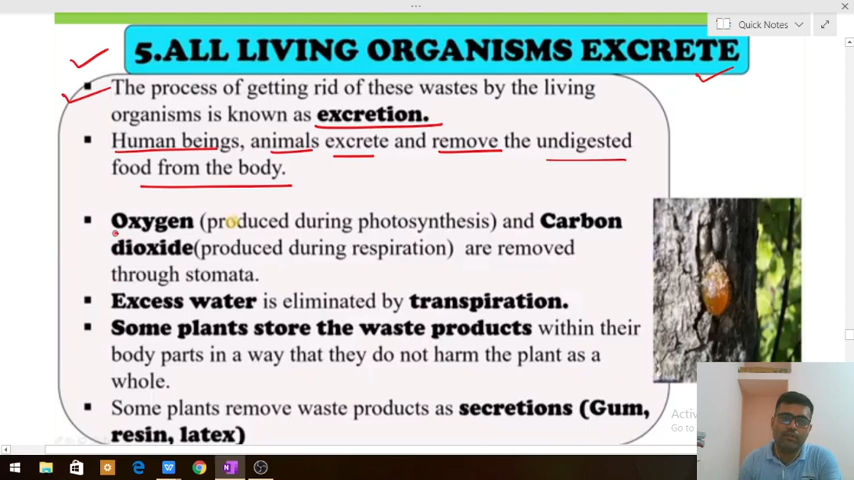 Quick Notes
5.ALL LIVING ORGANISMS EXCRETE
▪ The process of getting rid of these wastes by the living
organisms is known as excretion.
▪ Human beings, animals excrete and remove the undigested
food from the body.
▪ Oxygen (produced during photosynthesis) and Carbon
dioxide(produced during respiration) are removed
through stomata.
▪ Excess water is eliminated by transpiration.
▪ Some plants store the waste products within their
body parts in a way that they do not harm the plant as a
whole.
▪ Some plants remove waste products as secretions (Gum,
resin, latex)
Activ
Go to